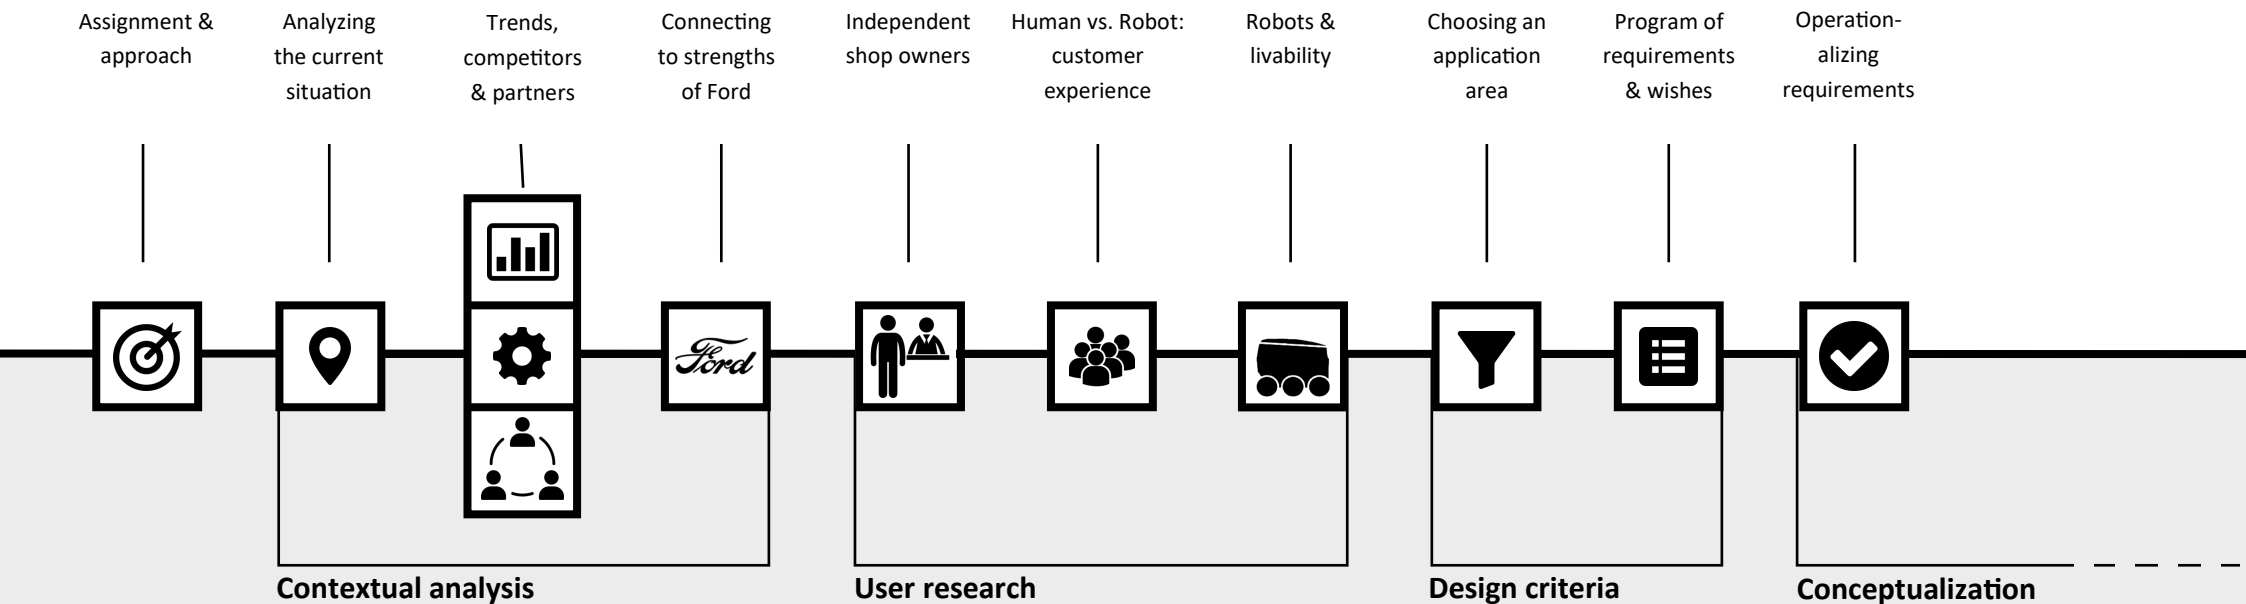 Assignment &
approach
Analyzing
the current
situation
Trends,
competitors
& partners
Connecting
to strengths
of Ford
Independent
shop owners
Human vs. Robot:
customer
experience
Robots &
livability
Choosing an
application
area
Program of
requirements
& wishes
Operation-
alizing
requirements
Ford
Contextual analysis
User research
Design criteria
Conceptualization